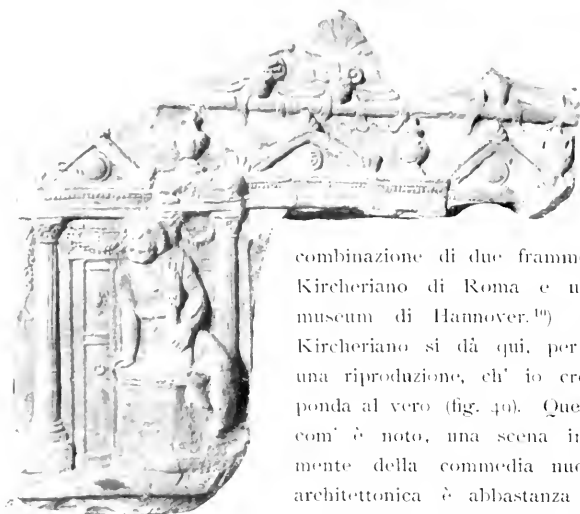 combinazione di due framme
Kircheriano di Roma e u
museum di Hannover.¹⁰)
Kircheriano si dà qui, per
una riproduzione, ch' io cre
ponda al vero (fig. 40). Que
com' è noto, una scena in
mente della commedia nuo
architettonica è abbastanza